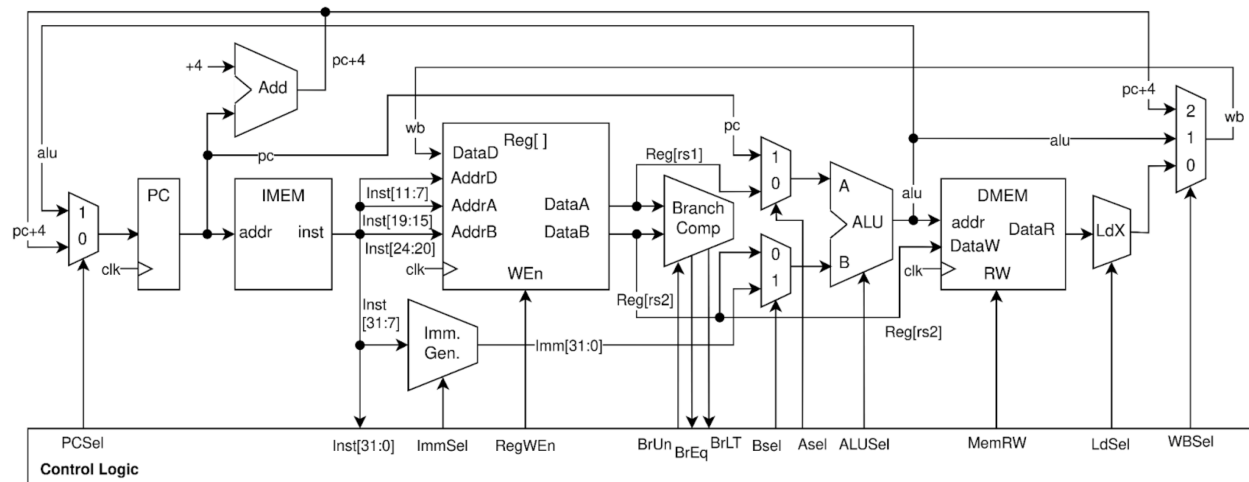 +4
Add
pc+4
pc+4
alu
pc
wb
pc
alu
alu
wb
2
1
0
Reg[ ]
DataD
AddrD
AddrA
AddrB
DataA
DataB
clk
WEn
PC
clk
IMEM
addr
inst
1
0
pc+4
Inst[11:7]
Inst[19:15]
Inst[24:20]
Reg[rs1]
Branch
Comp
1
0
0
1
A
ALU
B
DMEM
addr
DataW
DataR
clk
RW
LdX
Reg[rs2]
Reg[rs2]
Inst
[31:7]
Imm.
Gen.
Imm[31:0]
PCSel
Inst[31:0]
ImmSel
RegWEn
BrUn
BrEq
BrLT
Bsel
Asel
ALUSel
MemRW
LdSel
WBSel
Control Logic